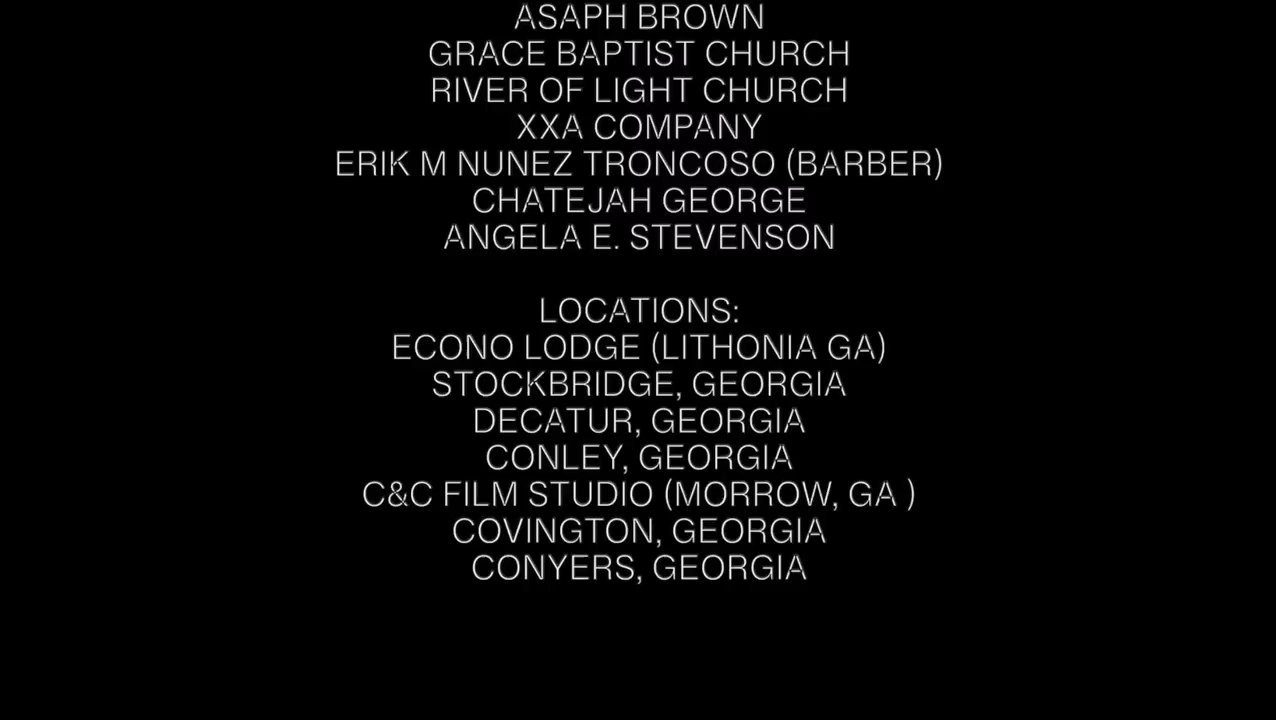 ASAPH BROWN
GRACE BAPTIST CHURCH
RIVER OF LIGHT CHURCH
XXA COMPANY
ERIK M NUNEZ TRONCOSO (BARBER)
CHATEJAH GEORGE
ANGELA E. STEVENSON
LOCATIONS:
ECONO LODGE (LITHONIA GA)
STOCKBRIDGE, GEORGIA
DECATUR, GEORGIA
CONLEY, GEORGIA
C&C FILM STUDIO (MORROW, GA )
COVINGTON, GEORGIA
CONYERS, GEORGIA